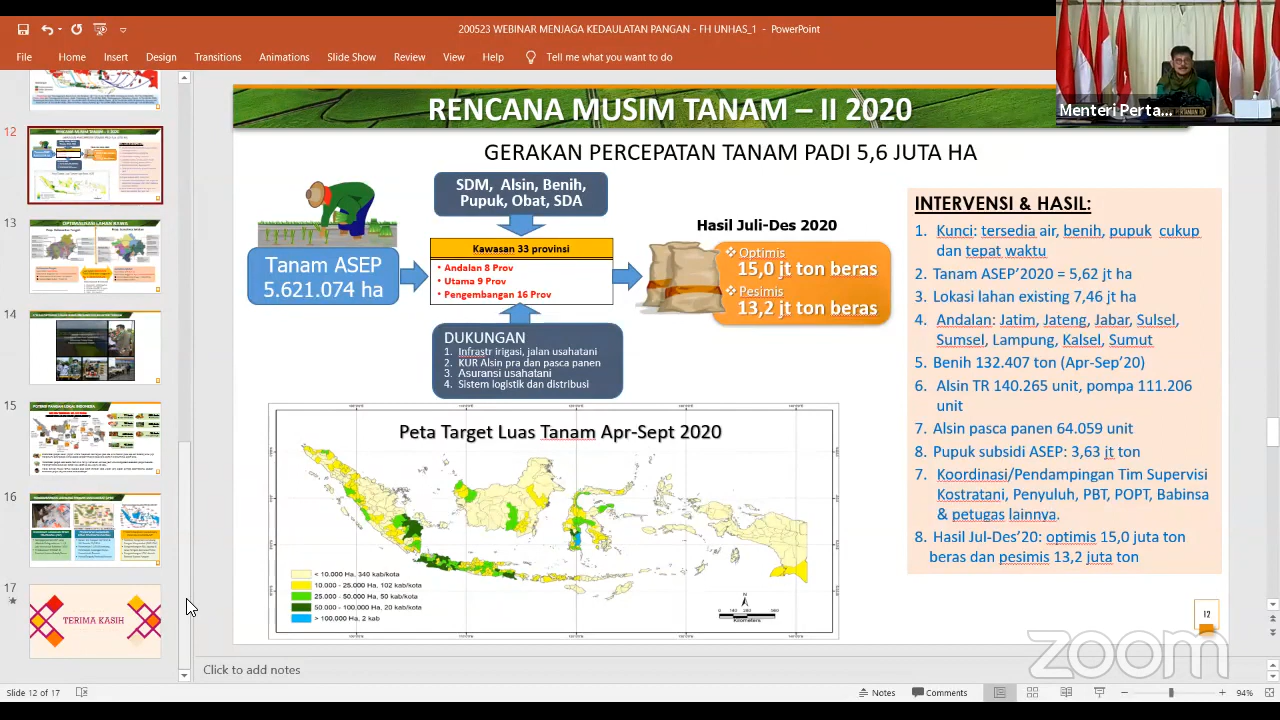 200523 WEBINAR MENJAGA KEDAULATAN PANGAN - FH UNHAS_1 - PowerPoint
File Home Insert Design Transitions Animations Slide Show Review View Help Tell me what you want to do
Menteri Perta...
12
13
14
15
16
17
TERIMA KASIH
RENCANA MUSIM TANAM – II 2020
GERAKAN PERCEPATAN TANAM PADI 5,6 JUTA HA
SDM, Alsin, Benih,
Pupuk, Obat, SDA
Tanam ASEP
5.621.074 ha
Kawasan 33 provinsi
• Andalan 8 Prov
• Utama 9 Prov
• Pengembangan 16 Prov
Hasil Juli-Des 2020
❖ Optimis
15,0 jt ton beras
❖ Pesimis
13,2 jt ton beras
DUKUNGAN
1. Infrastr irigasi, jalan usahatani
2. KUR Alsin pra dan pasca panen
3. Asuransi usahatani
4. Sistem logistik dan distribusi
Peta Target Luas Tanam Apr-Sept 2020
< 10.000 Ha, 340 kab/kota
10.000 - 25.000 Ha, 102 kab/kota
25.000 - 50.000 Ha, 50 kab/kota
50.000 - 100.000 Ha, 20 kab/kota
> 100.000 Ha, 2 kab
N
Kilometers
INTERVENSI & HASIL:
1. Kunci: tersedia air, benih, pupuk cukup
dan tepat waktu
2. Tanam ASEP’2020 = 5,62 jt ha
3. Lokasi lahan existing 7,46 jt ha
4. Andalan: Jatim, Jateng, Jabar, Sulsel,
Sumsel, Lampung, Kalsel, Sumut
5. Benih 132.407 ton (Apr-Sep’20)
6. Alsin TR 140.265 unit, pompa 111.206
unit
7. Alsin pasca panen 64.059 unit
8. Pupuk subsidi ASEP: 3,63 jt ton
7. Koordinasi/Pendampingan Tim Supervisi
Kostratani, Penyuluh, PBT, POPT, Babinsa
& petugas lainnya.
8. Hasil Jul-Des’20: optimis 15,0 juta ton
beras dan pesimis 13,2 juta ton
12
zoom
Click to add notes
Slide 12 of 17
Notes Comments 94%